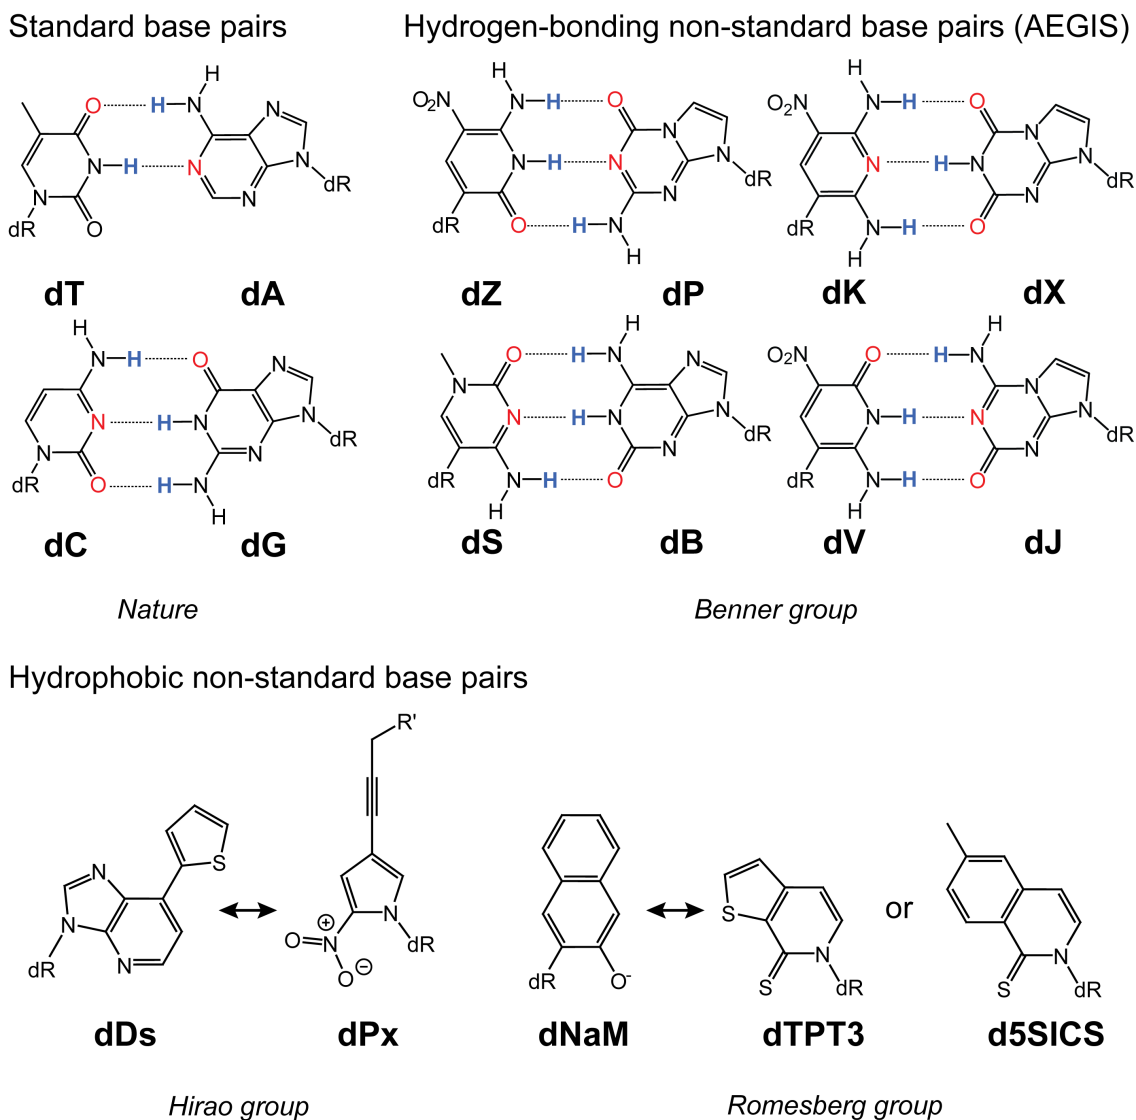 Standard base pairs
Hydrogen-bonding non-standard base pairs (AEGIS)
H
O H N
N H N N
N O N N
dR dR
dT dA
H
O2N N H O
N H N N N
O H N N dR
dR H
dZ dP
H
O2N N H O
N H N N N
dR N H O N dR
H
dK dX
H
N H O N
N H N N
N O H N N dR
dR H
dC dG
Nature
H
O H N N
N N H N N
dR N H O N dR
H
dS dB
H
O2N O H N
N H N N N
dR N H O N dR
H
dV dJ
Benner group
Hydrophobic non-standard base pairs
N S
N
dR N
dDs
R'
N
O N + dR
O −
dPx
Hirao group
dR O-
dNaM
S
N
S dR
dTPT3
or
N
S dR
d5SICS
Romesberg group